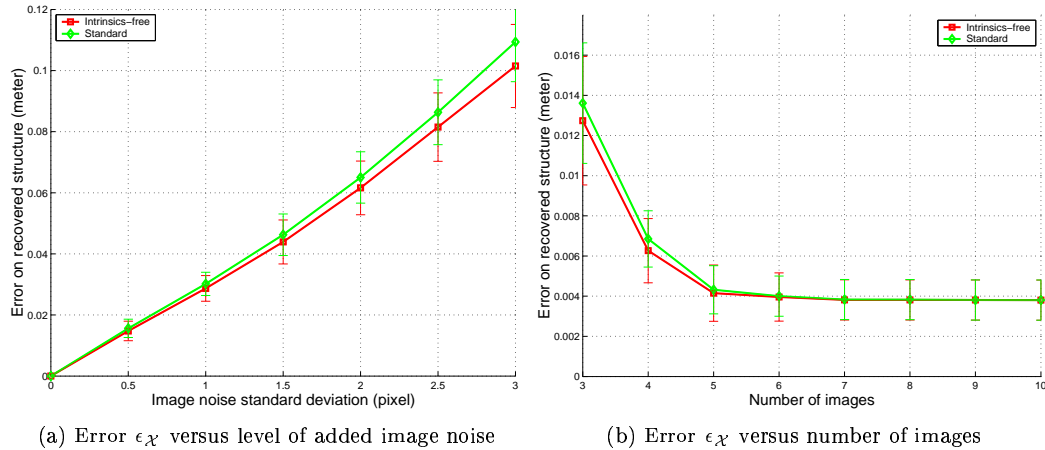 Intrinsics-free
Standard
0.12
0.1
0.08
0.06
0.04
0.02
0
Error on recovered structure (meter)
0 0.5 1 1.5 2 2.5 3
Image noise standard deviation (pixel)
(a) Error ϵ𝒳 versus level of added image noise
Intrinsics-free
Standard
0.016
0.014
0.012
0.01
0.008
0.006
0.004
0.002
0
Error on recovered structure (meter)
3 4 5 6 7 8 9 10
Number of images
(b) Error ϵ𝒳 versus number of images